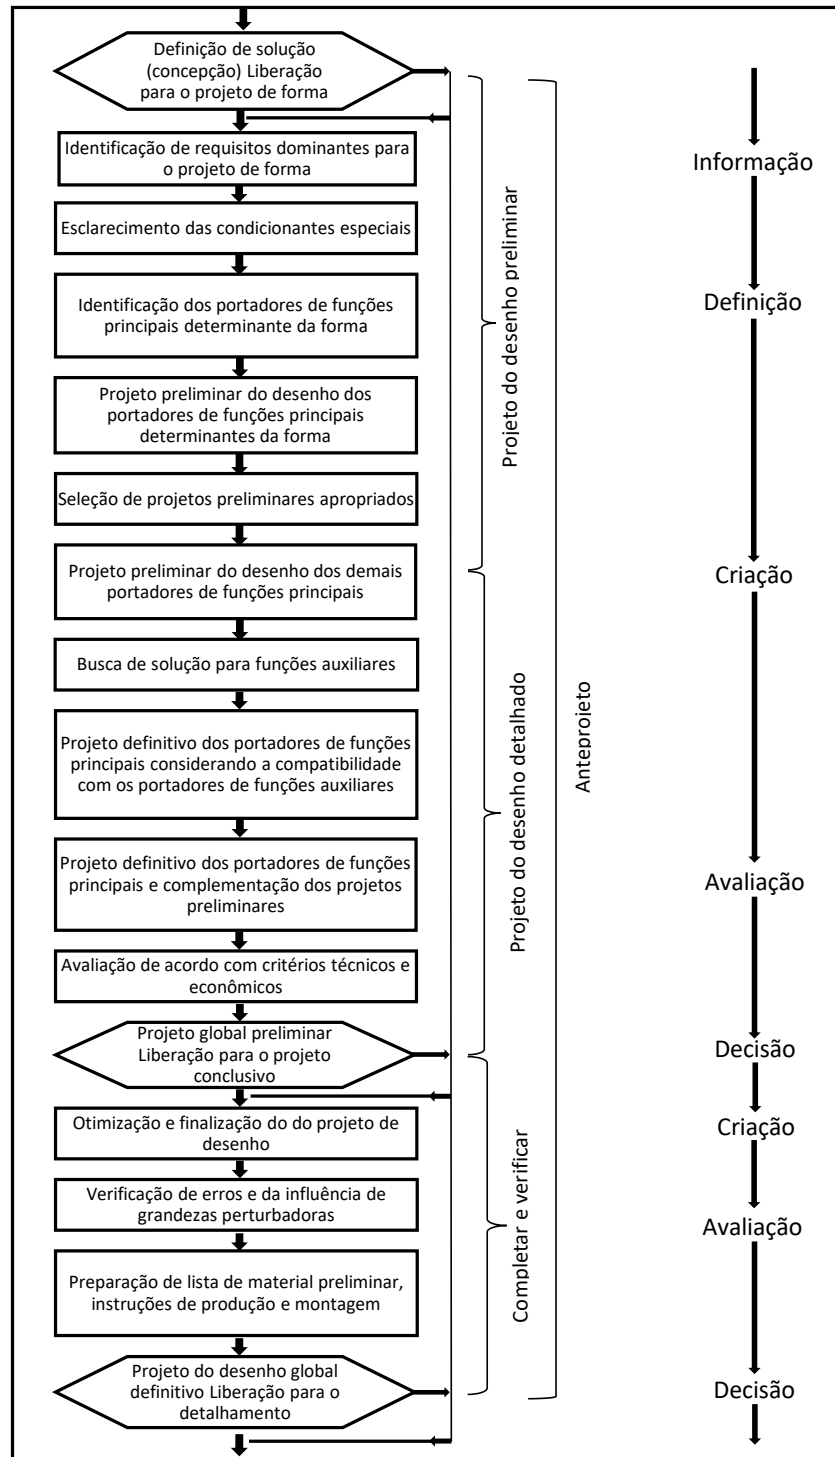 Definição de solução
(concepção) Liberação
para o projeto de forma
Identificação de requisitos dominantes para
o projeto de forma
Esclarecimento das condicionantes especiais
Identificação dos portadores de funções
principais determinante da forma
Projeto preliminar do desenho dos
portadores de funções principais
determinantes da forma
Seleção de projetos preliminares apropriados
Projeto preliminar do desenho dos demais
portadores de funções principais
Busca de solução para funções auxiliares
Projeto definitivo dos portadores de funções
principais considerando a compatibilidade
com os portadores de funções auxiliares
Projeto definitivo dos portadores de funções
principais e complementação dos projetos
preliminares
Avaliação de acordo com critérios técnicos e
econômicos
Projeto global preliminar
Liberação para o projeto
conclusivo
Otimização e finalização do do projeto de
desenho
Verificação de erros e da influência de
grandezas perturbadoras
Preparação de lista de material preliminar,
instruções de produção e montagem
Projeto do desenho global
definitivo Liberação para o
detalhamento
Projeto do desenho preliminar
Projeto do desenho detalhado
Completar e verificar
Anteprojeto
Informação
Definição
Criação
Avaliação
Decisão
Criação
Avaliação
Decisão